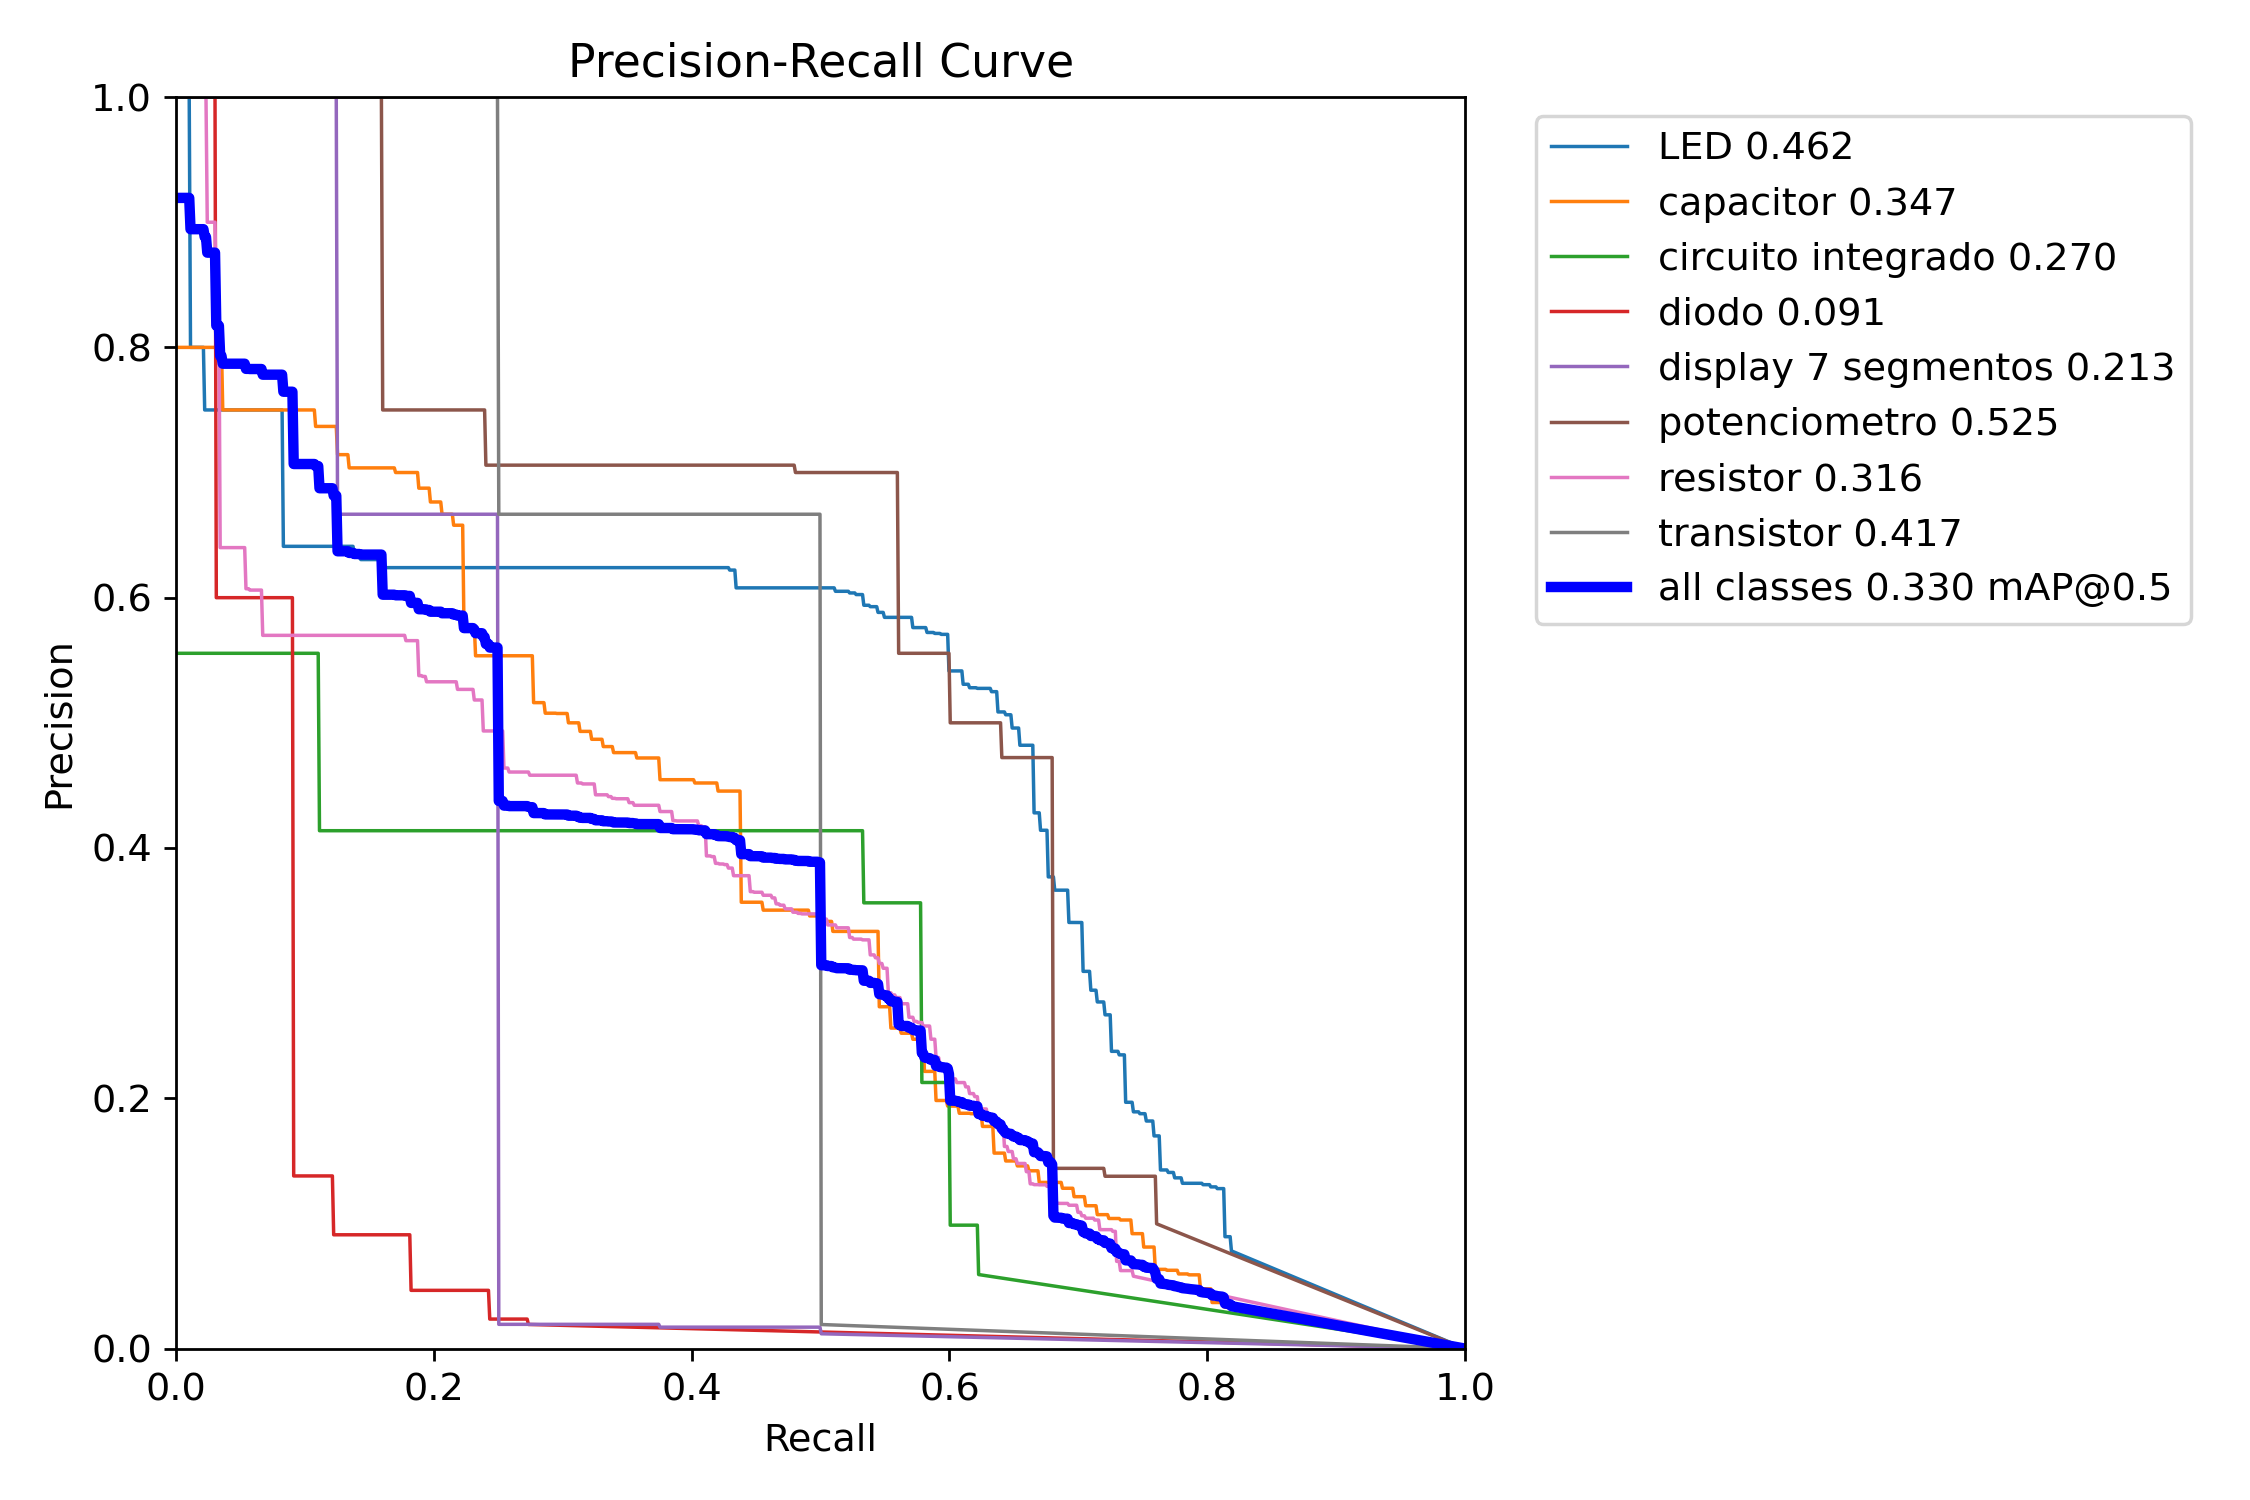 Precision-Recall Curve
1.0
0.8
0.6
0.4
0.2
0.0
Precision
0.0 0.2 0.4 0.6 0.8 1.0
Recall
LED 0.462
capacitor 0.347
circuito integrado 0.270
diodo 0.091
display 7 segmentos 0.213
potenciometro 0.525
resistor 0.316
transistor 0.417
all classes 0.330 mAP@0.5